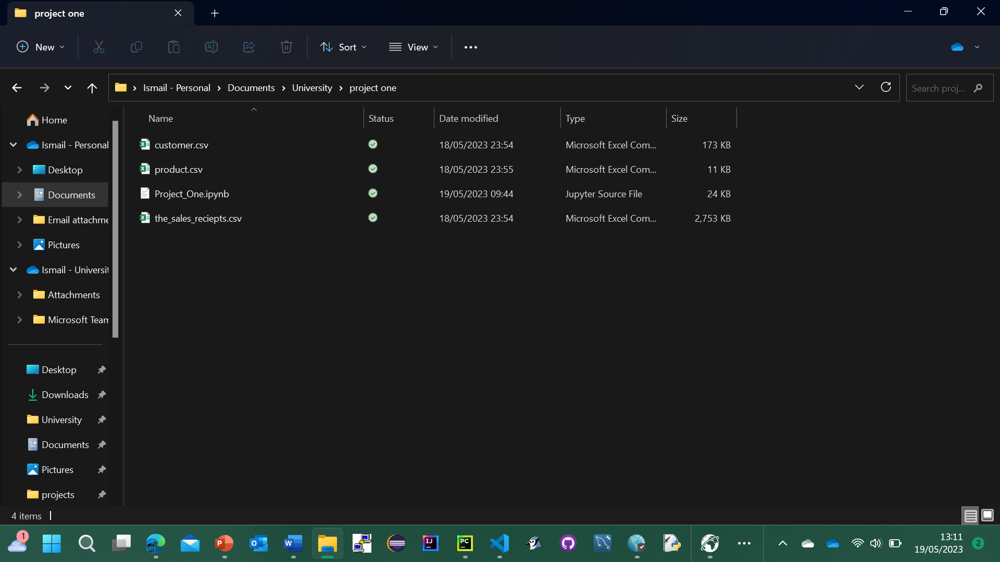 project one
New
Sort
View
Ismail - Personal
Documents
University
project one
Search proj...
Name
Status
Date modified
Type
Size
customer.csv 18/05/2023 23:54 Microsoft Excel Com... 173 KB
product.csv 18/05/2023 23:55 Microsoft Excel Com... 11 KB
Project_One.ipynb 19/05/2023 09:44 Jupyter Source File 24 KB
the_sales_reciepts.csv 18/05/2023 23:54 Microsoft Excel Com... 2,753 KB
Home
Ismail - Personal
Desktop
Documents
Email attachme
Pictures
Ismail - Universit
Attachments
Microsoft Team
Desktop
Downloads
University
Documents
Pictures
projects
4 items
1
P
O
W
IJ
PC
13:11
19/05/2023
2